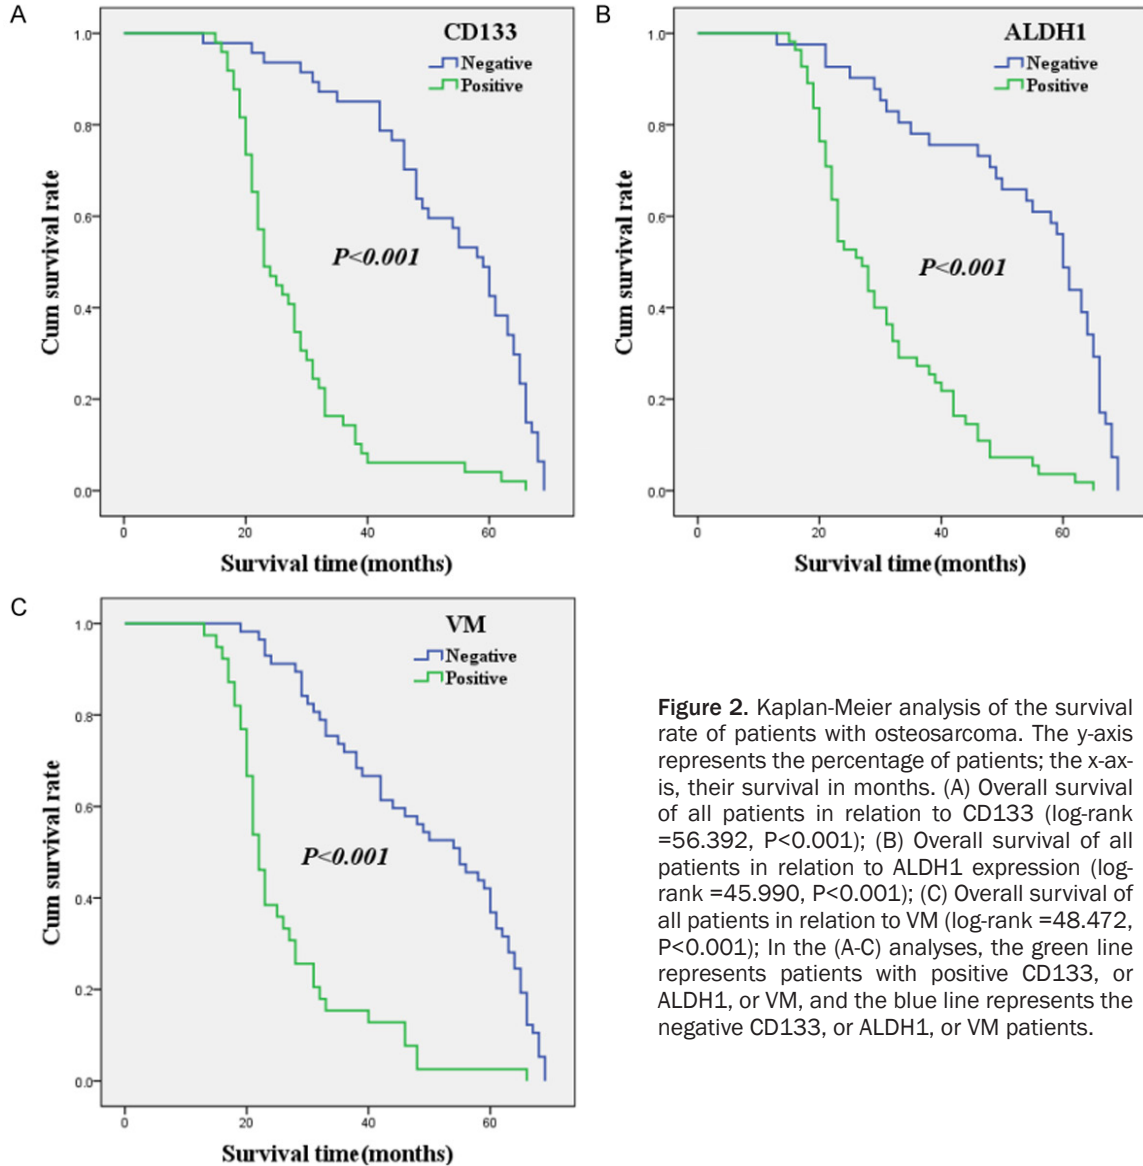 A
CD133
Negative
Positive
1.0
0.8
0.6
0.4
0.2
0.0
Cum survival rate
P<0.001
0 20 40 60
Survival time (months)
B
ALDH1
Negative
Positive
1.0
0.8
0.6
0.4
0.2
0.0
Cum survival rate
P<0.001
0 20 40 60
Survival time (months)
C
VM
Negative
Positive
1.0
0.8
0.6
0.4
0.2
0.0
Cum survival rate
P<0.001
0 20 40 60
Survival time (months)
Figure 2. Kaplan-Meier analysis of the survival
rate of patients with osteosarcoma. The y-axis
represents the percentage of patients; the x-ax-
is, their survival in months. (A) Overall survival
of all patients in relation to CD133 (log-rank
=56.392, P<0.001); (B) Overall survival of all
patients in relation to ALDH1 expression (log-
rank =45.990, P<0.001); (C) Overall survival of
all patients in relation to VM (log-rank =48.472,
P<0.001); In the (A-C) analyses, the green line
represents patients with positive CD133, or
ALDH1, or VM, and the blue line represents the
negative CD133, or ALDH1, or VM patients.